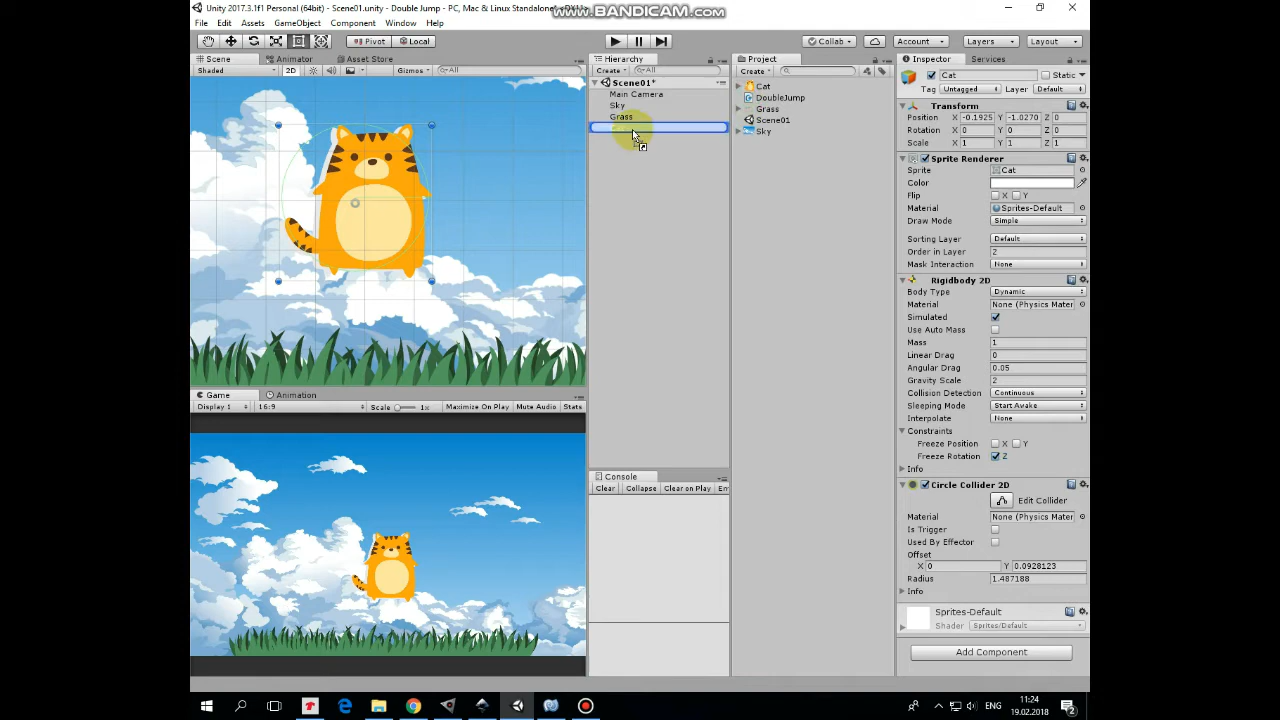 Unity 2017.3.1f1 Personal (64bit) - Scene01.unity - Double Jump - PC, Mac & Linux Standalone*
www.BANDICAM.com
File Edit Assets GameObject Component Window Help
Pivot Local Collab Account Layers Layout
Scene Animator Asset Store
Shaded 2D Gizmos All
Hierarchy
Create All
Scene01*
Main Camera
Sky
Grass
Project
Create
Cat
DoubleJump
Grass
Scene01
Sky
Inspector Services
Cat Static
Tag Untagged Layer Default
Transform
Position X -0.1925 Y -1.0270 Z 0
Rotation X 0 Y 0 Z 0
Scale X 1 Y 1 Z 1
Sprite Renderer
Sprite Cat
Color
Flip X Y
Material Sprites-Default
Draw Mode Simple
Sorting Layer Default
Order in Layer 2
Mask Interaction None
Rigidbody 2D
Body Type Dynamic
Material None (Physics Mater
Simulated
Use Auto Mass
Mass 1
Linear Drag 0
Angular Drag 0.05
Gravity Scale 2
Collision Detection Continuous
Sleeping Mode Start Awake
Interpolate None
Constraints
Freeze Position X Y
Freeze Rotation Z
Info
Circle Collider 2D
Edit Collider
Material None (Physics Mater
Is Trigger
Used By Effector
Offset
X 0 Y 0.0928123
Radius 1.487188
Info
Sprites-Default
Shader Sprites/Default
Add Component
Game Animation
Display 1 16:9 Scale 1x Maximize On Play Mute Audio Stats
Console
Clear Collapse Clear on Play Er
ENG
11:24
19.02.2018
2